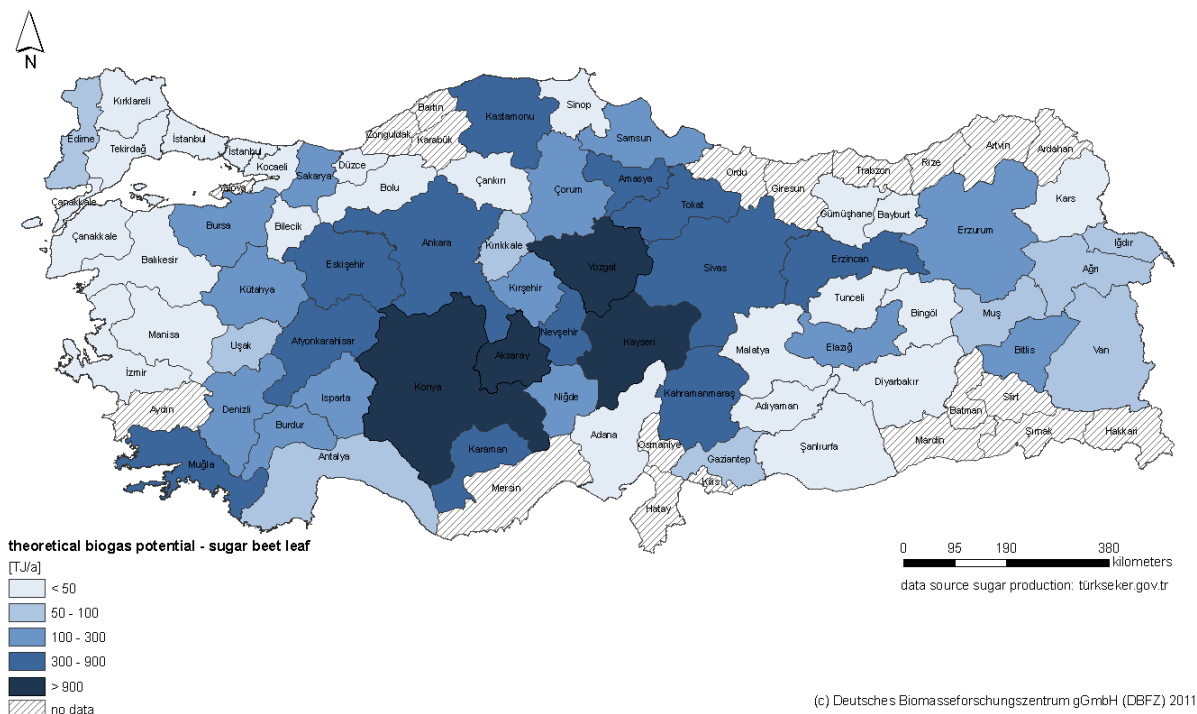 N
Kırklareli
Edirne
Tekirdağ
İstanbul
İstanbul
Kocaeli
Yalova
Sakarya
Düzce
Zonguldak
Bartın
Karabük
Kastamonu
Sinop
Samsun
Bolu
Çankırı
Çorum
Amasya
Tokat
Ordu
Giresun
Trabzon
Rize
Artvin
Ardahan
Gümüşhane
Bayburt
Kars
Erzurum
Iğdır
Ağrı
Çanakkale
Çanakkale
Bursa
Bilecik
Balıkesir
Eskişehir
Ankara
Kırıkkale
Yozgat
Sivas
Erzincan
Kütahya
Kırşehir
Tunceli
Bingöl
Muş
Manisa
Uşak
Afyonkarahisar
Nevşehir
Kayseri
Malatya
Elazığ
Bitlis
Van
İzmir
Aksaray
Konya
Isparta
Niğde
Kahramanmaraş
Diyarbakır
Adıyaman
Siirt
Batman
Aydın
Denizli
Burdur
Adana
Osmaniye
Gaziantep
Şanlıurfa
Mardin
Şırnak
Hakkari
Muğla
Antalya
Karaman
Mersin
Kilis
Hatay
theoretical biogas potential - sugar beet leaf
[TJ/a]
< 50
50 - 100
100 - 300
300 - 900
> 900
no data
0 95 190 380
kilometers
data source sugar production: türkseker.gov.tr
(c) Deutsches Biomasseforschungszentrum gGmbH (DBFZ) 2011